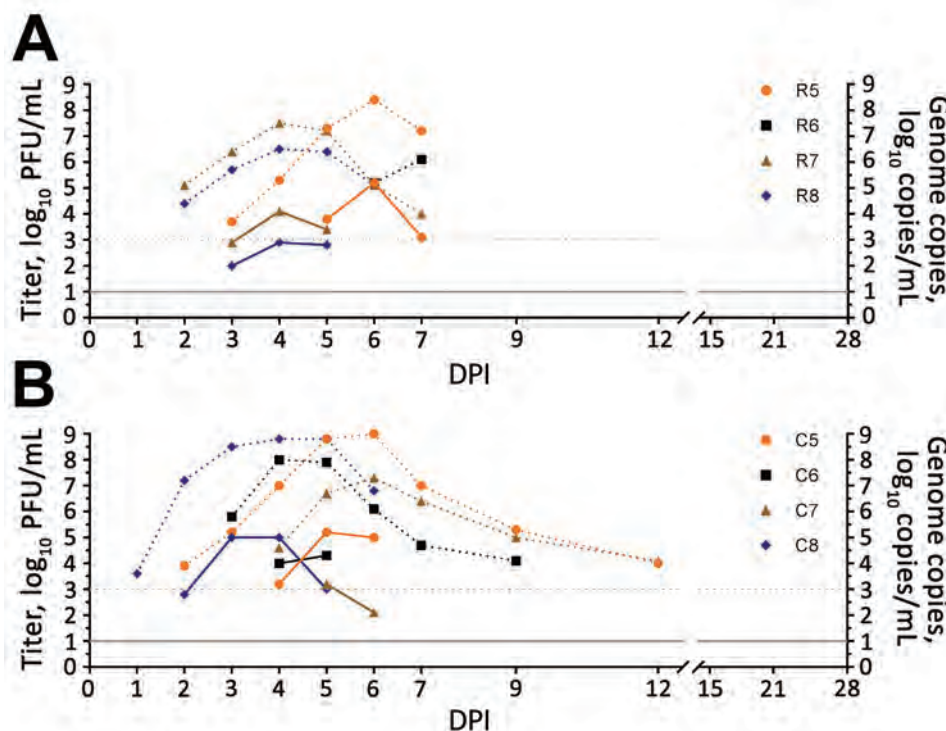 A
Titer, log10 PFU/mL
9
8
7
6
5
4
3
2
1
0
0 1 2 3 4 5 6 7 9 12 15 21 28
DPI
9
8
7
6
5
4
3
2
1
0
Genome copies,
log10 copies/mL
R5
R6
R7
R8
B
Titer, log10 PFU/mL
9
8
7
6
5
4
3
2
1
0
0 1 2 3 4 5 6 7 9 12 15 21 28
DPI
9
8
7
6
5
4
3
2
1
0
Genome copies,
log10 copies/mL
C5
C6
C7
C8